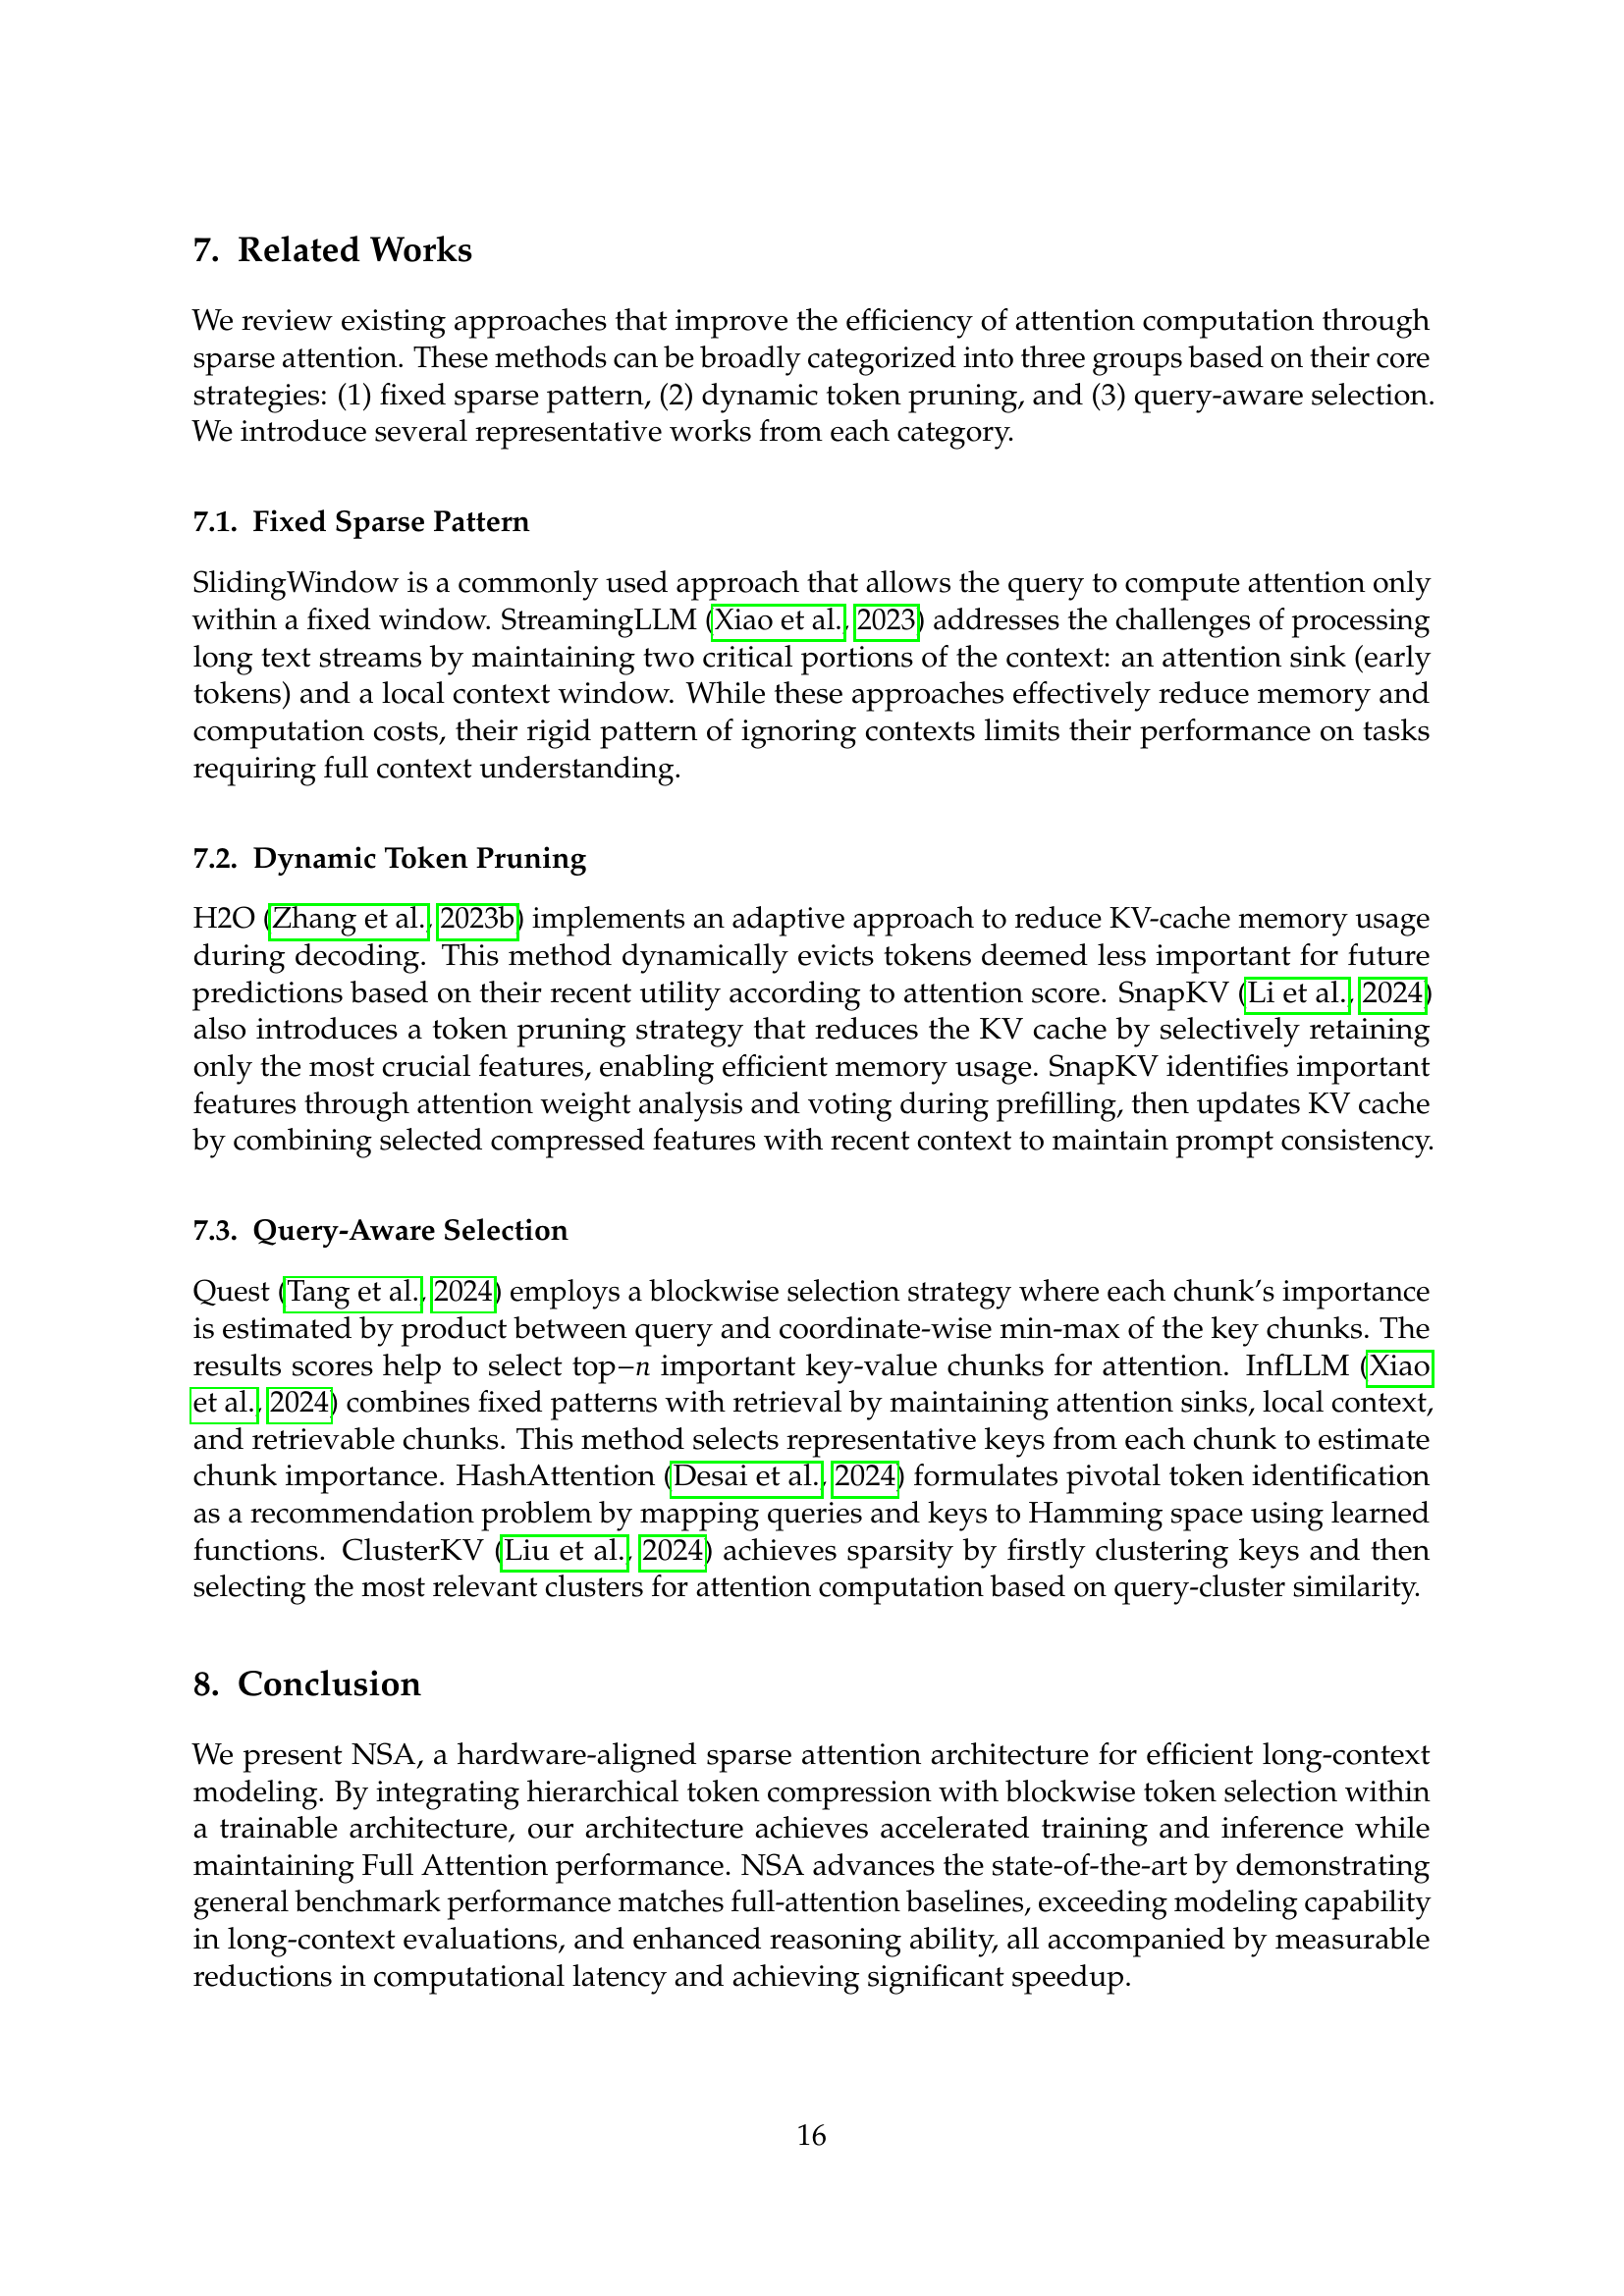 7. Related Works
We review existing approaches that improve the efficiency of attention computation through
sparse attention. These methods can be broadly categorized into three groups based on their core
strategies: (1) fixed sparse pattern, (2) dynamic token pruning, and (3) query-aware selection.
We introduce several representative works from each category.
7.1. Fixed Sparse Pattern
SlidingWindow is a commonly used approach that allows the query to compute attention only
within a fixed window. StreamingLLM (Xiao et al., 2023) addresses the challenges of processing
long text streams by maintaining two critical portions of the context: an attention sink (early
tokens) and a local context window. While these approaches effectively reduce memory and
computation costs, their rigid pattern of ignoring contexts limits their performance on tasks
requiring full context understanding.
7.2. Dynamic Token Pruning
H2O (Zhang et al., 2023b) implements an adaptive approach to reduce KV-cache memory usage
during decoding. This method dynamically evicts tokens deemed less important for future
predictions based on their recent utility according to attention score. SnapKV (Li et al., 2024)
also introduces a token pruning strategy that reduces the KV cache by selectively retaining
only the most crucial features, enabling efficient memory usage. SnapKV identifies important
features through attention weight analysis and voting during prefilling, then updates KV cache
by combining selected compressed features with recent context to maintain prompt consistency.
7.3. Query-Aware Selection
Quest (Tang et al., 2024) employs a blockwise selection strategy where each chunk's importance
is estimated by product between query and coordinate-wise min-max of the key chunks. The
results scores help to select top−n important key-value chunks for attention. InfLLM (Xiao
et al., 2024) combines fixed patterns with retrieval by maintaining attention sinks, local context,
and retrievable chunks. This method selects representative keys from each chunk to estimate
chunk importance. HashAttention (Desai et al., 2024) formulates pivotal token identification
as a recommendation problem by mapping queries and keys to Hamming space using learned
functions. ClusterKV (Liu et al., 2024) achieves sparsity by firstly clustering keys and then
selecting the most relevant clusters for attention computation based on query-cluster similarity.
8. Conclusion
We present NSA, a hardware-aligned sparse attention architecture for efficient long-context
modeling. By integrating hierarchical token compression with blockwise token selection within
a trainable architecture, our architecture achieves accelerated training and inference while
maintaining Full Attention performance. NSA advances the state-of-the-art by demonstrating
general benchmark performance matches full-attention baselines, exceeding modeling capability
in long-context evaluations, and enhanced reasoning ability, all accompanied by measurable
reductions in computational latency and achieving significant speedup.
16